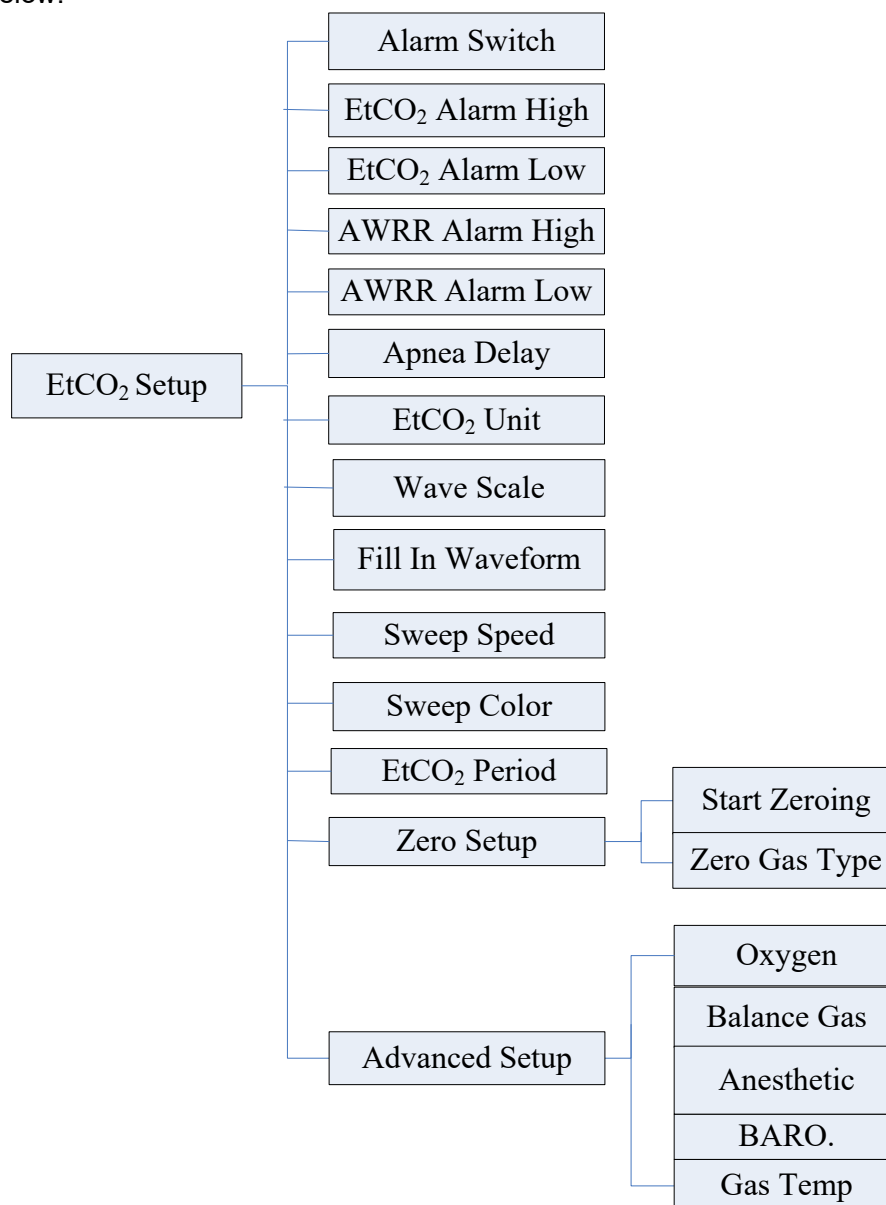 elow:
Alarm Switch
EtCO₂ Alarm High
EtCO₂ Alarm Low
AWRR Alarm High
AWRR Alarm Low
Apnea Delay
EtCO₂ Setup
EtCO₂ Unit
Wave Scale
Fill In Waveform
Sweep Speed
Sweep Color
EtCO₂ Period
Zero Setup
Start Zeroing
Zero Gas Type
Advanced Setup
Oxygen
Balance Gas
Anesthetic
BARO.
Gas Temp